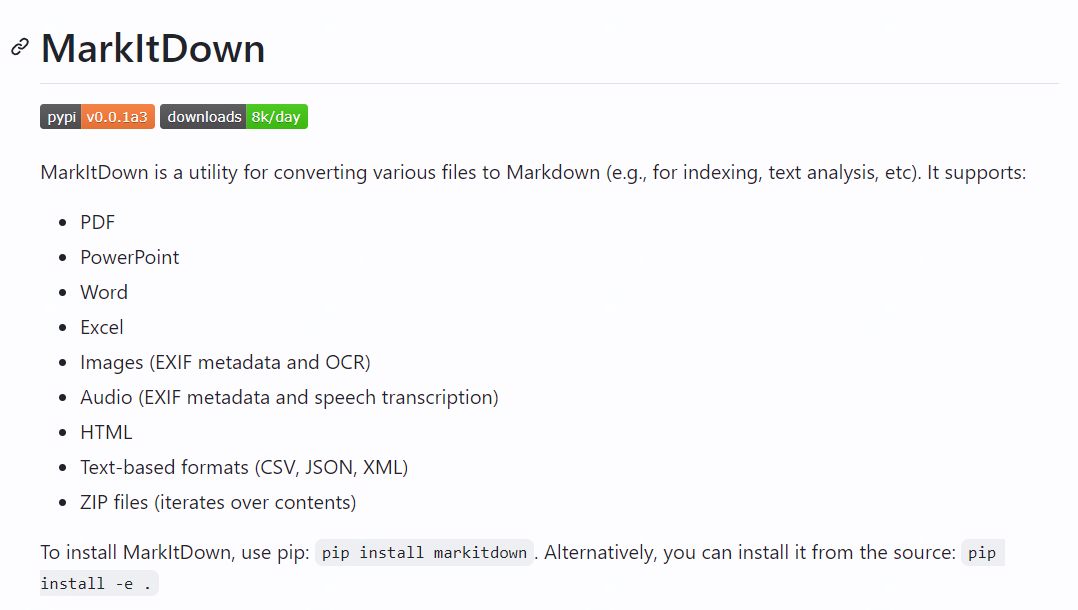 MarkItDown
pypi v0.0.1a3 downloads 8k/day
MarkItDown is a utility for converting various files to Markdown (e.g., for indexing, text analysis, etc). It supports:
• PDF
• PowerPoint
• Word
• Excel
• Images (EXIF metadata and OCR)
• Audio (EXIF metadata and speech transcription)
• HTML
• Text-based formats (CSV, JSON, XML)
• ZIP files (iterates over contents)
To install MarkItDown, use pip: pip install markitdown. Alternatively, you can install it from the source: pip
install -e .